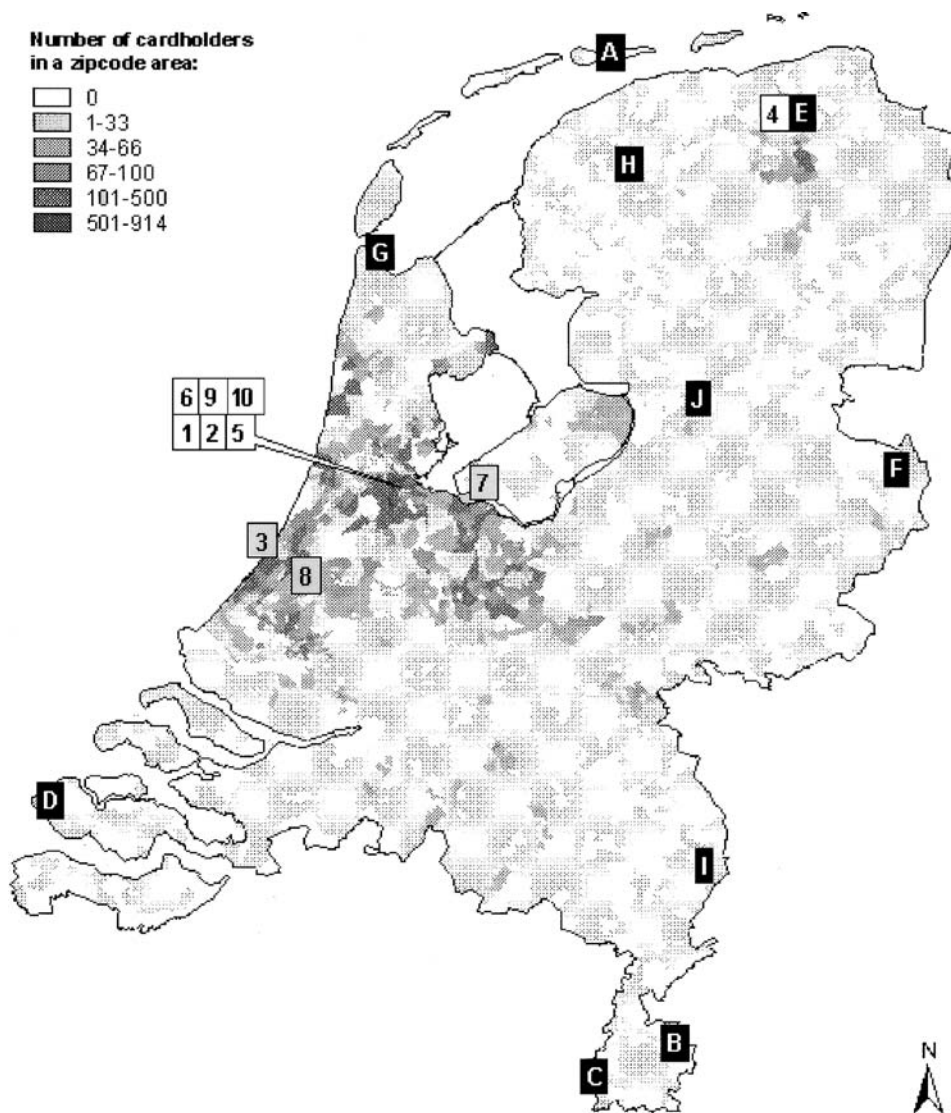 Number of cardholders
in a zipcode area:
0
1-33
34-66
67-100
101-500
501-914
A
4 E
H
G
6 9 10
1 2 5
J
7
F
3
8
D
I
B
C
N